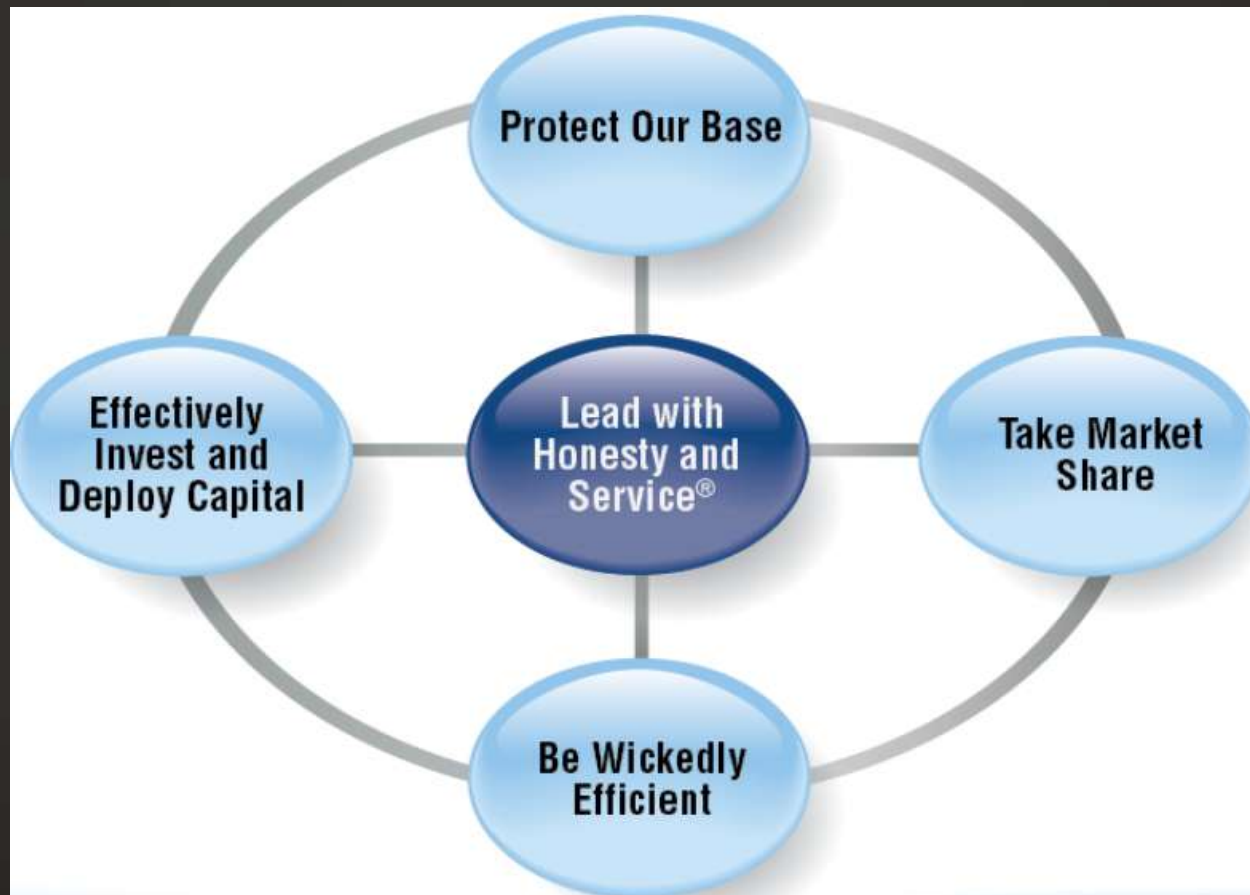 Protect Our Base
Effectively
Invest and
Deploy Capital
Lead with
Honesty and
Service®
Take Market
Share
Be Wickedly
Efficient